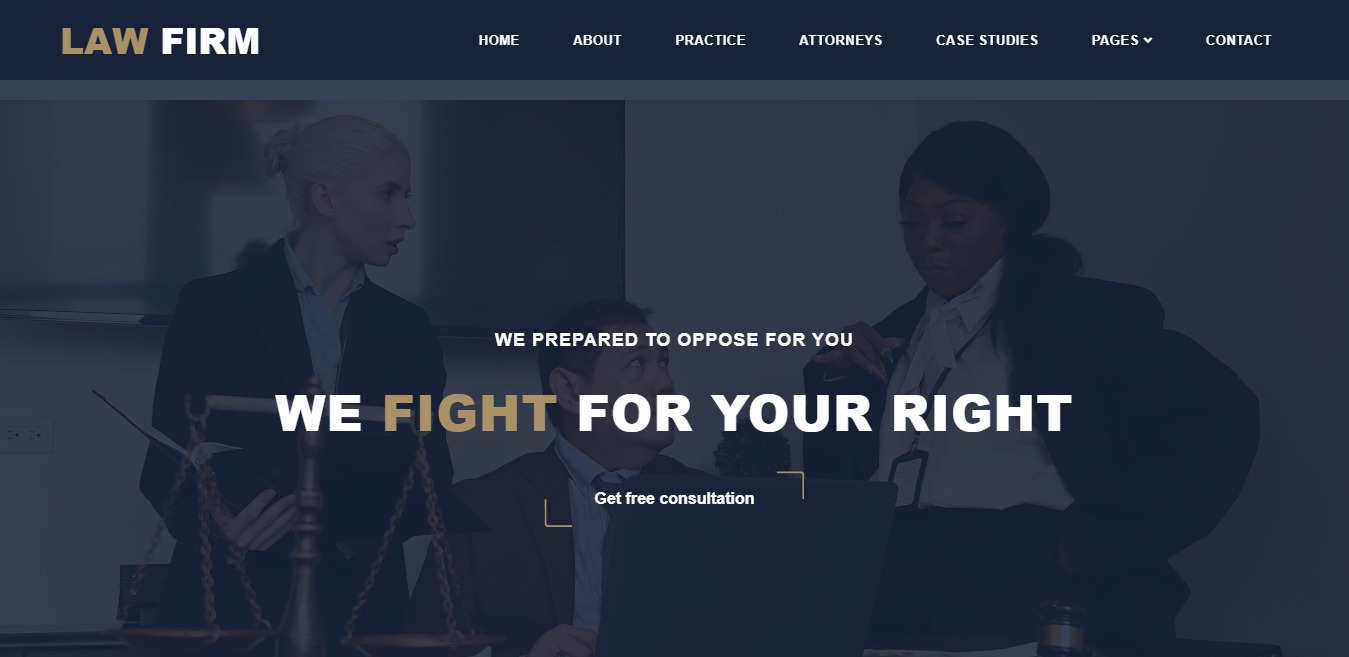 LAW FIRM
HOME ABOUT PRACTICE ATTORNEYS CASE STUDIES PAGES CONTACT
WE PREPARED TO OPPOSE FOR YOU
WE FIGHT FOR YOUR RIGHT
Get free consultation